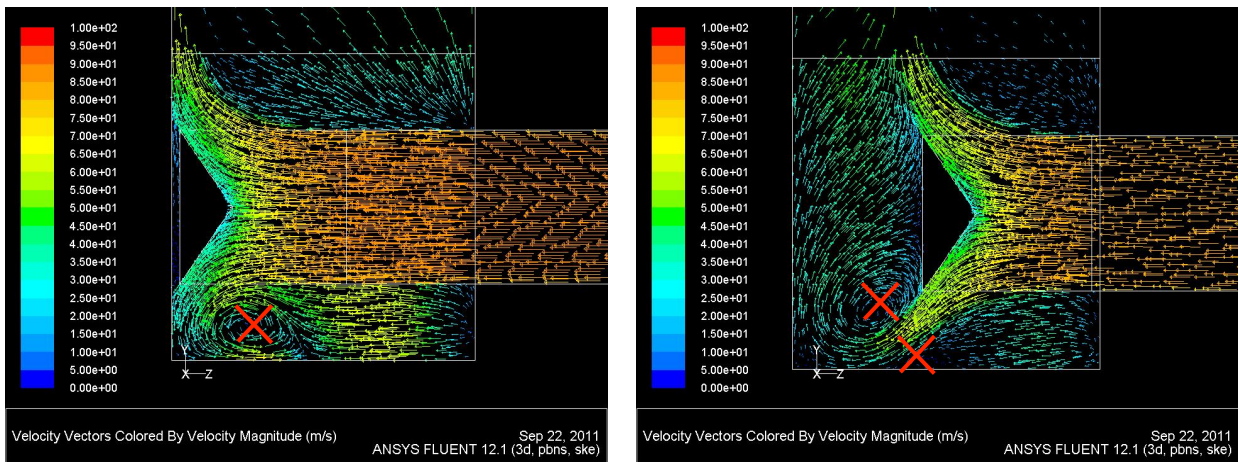 1.00e+02
9.50e+01
9.00e+01
8.50e+01
8.00e+01
7.50e+01
7.00e+01
6.50e+01
6.00e+01
5.50e+01
5.00e+01
4.50e+01
4.00e+01
3.50e+01
3.00e+01
2.50e+01
2.00e+01
1.50e+01
1.00e+01
5.00e+00
0.00e+00
Y
X Z
Velocity Vectors Colored By Velocity Magnitude (m/s)
Sep 22, 2011
ANSYS FLUENT 12.1 (3d, pbns, ske)
1.00e+02
9.50e+01
9.00e+01
8.50e+01
8.00e+01
7.50e+01
7.00e+01
6.50e+01
6.00e+01
5.50e+01
5.00e+01
4.50e+01
4.00e+01
3.50e+01
3.00e+01
2.50e+01
2.00e+01
1.50e+01
1.00e+01
5.00e+00
0.00e+00
Y
X Z
Velocity Vectors Colored By Velocity Magnitude (m/s)
Sep 22, 2011
ANSYS FLUENT 12.1 (3d, pbns, ske)